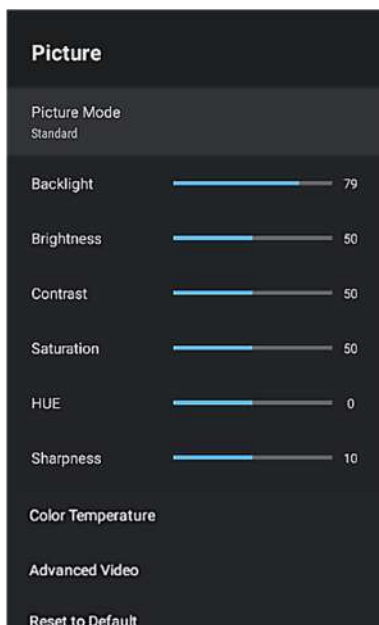 Picture
Picture Mode
Standard
Backlight 79
Brightness 50
Contrast 50
Saturation 50
HUE 0
Sharpness 10
Color Temperature
Advanced Video
Reset to Default